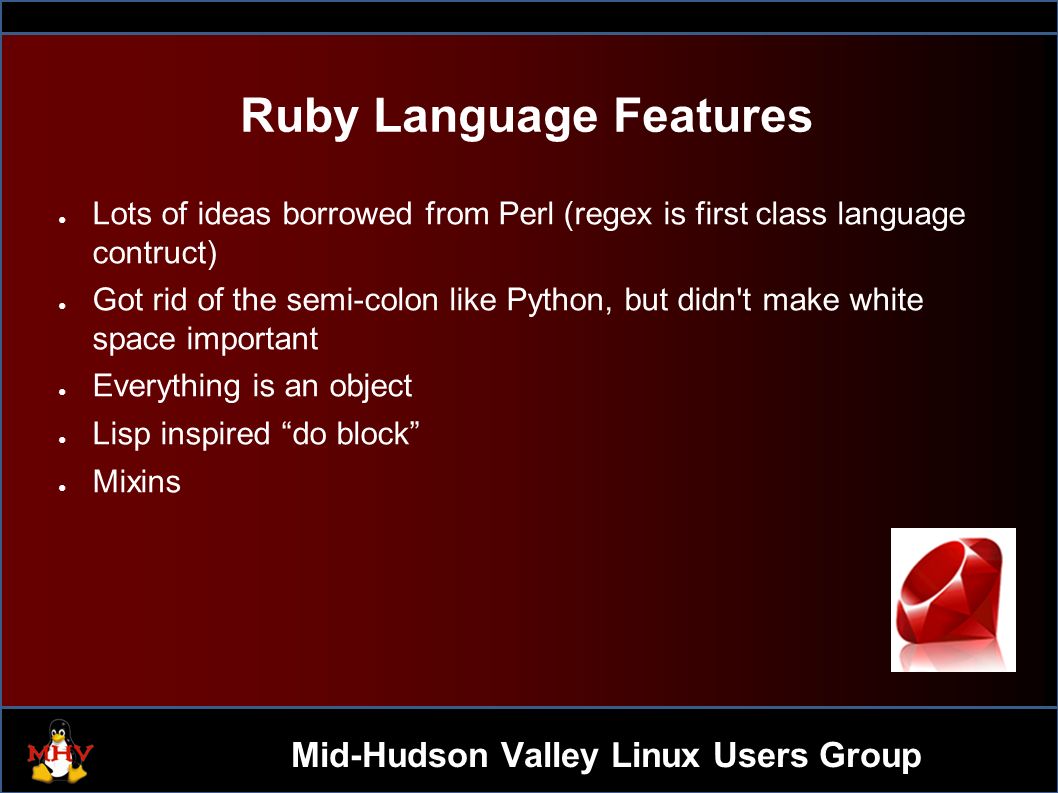 Ruby Language Features
● Lots of ideas borrowed from Perl (regex is first class language
contruct)
● Got rid of the semi-colon like Python, but didn't make white
space important
● Everything is an object
● Lisp inspired “do block”
● Mixins
MHV
Mid-Hudson Valley Linux Users Group